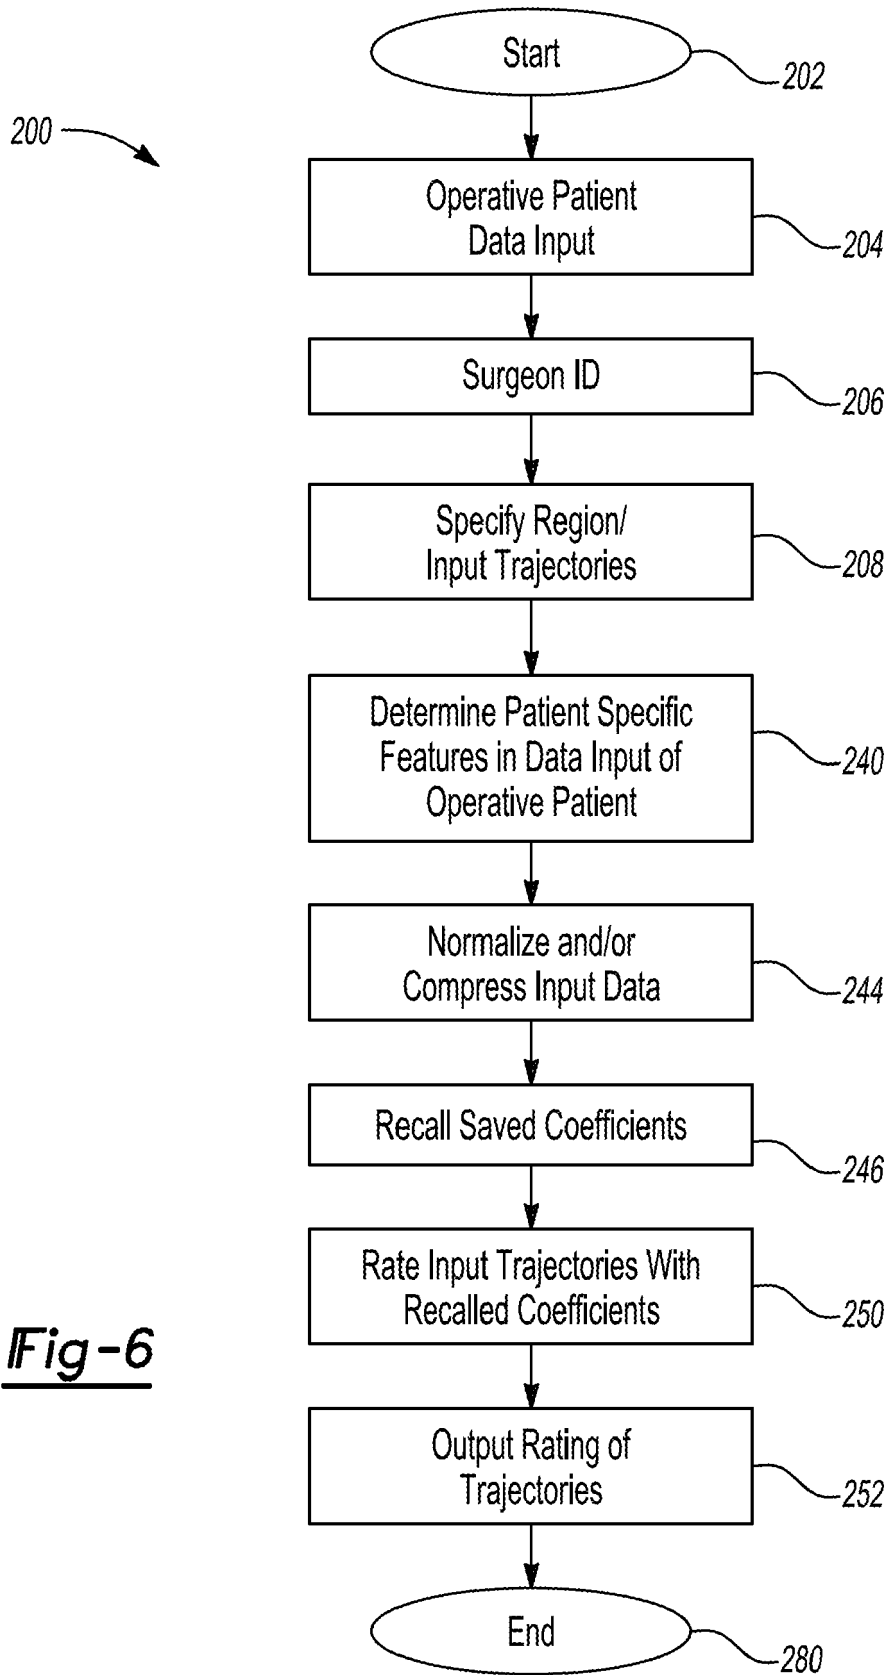 Start
202
200
Operative Patient
Data Input
204
Surgeon ID
206
Specify Region/
Input Trajectories
208
Determine Patient Specific
Features in Data Input of
Operative Patient
240
Normalize and/or
Compress Input Data
244
Recall Saved Coefficients
246
Rate Input Trajectories With
Recalled Coefficients
250
Fig-6
Output Rating of
Trajectories
252
End
280